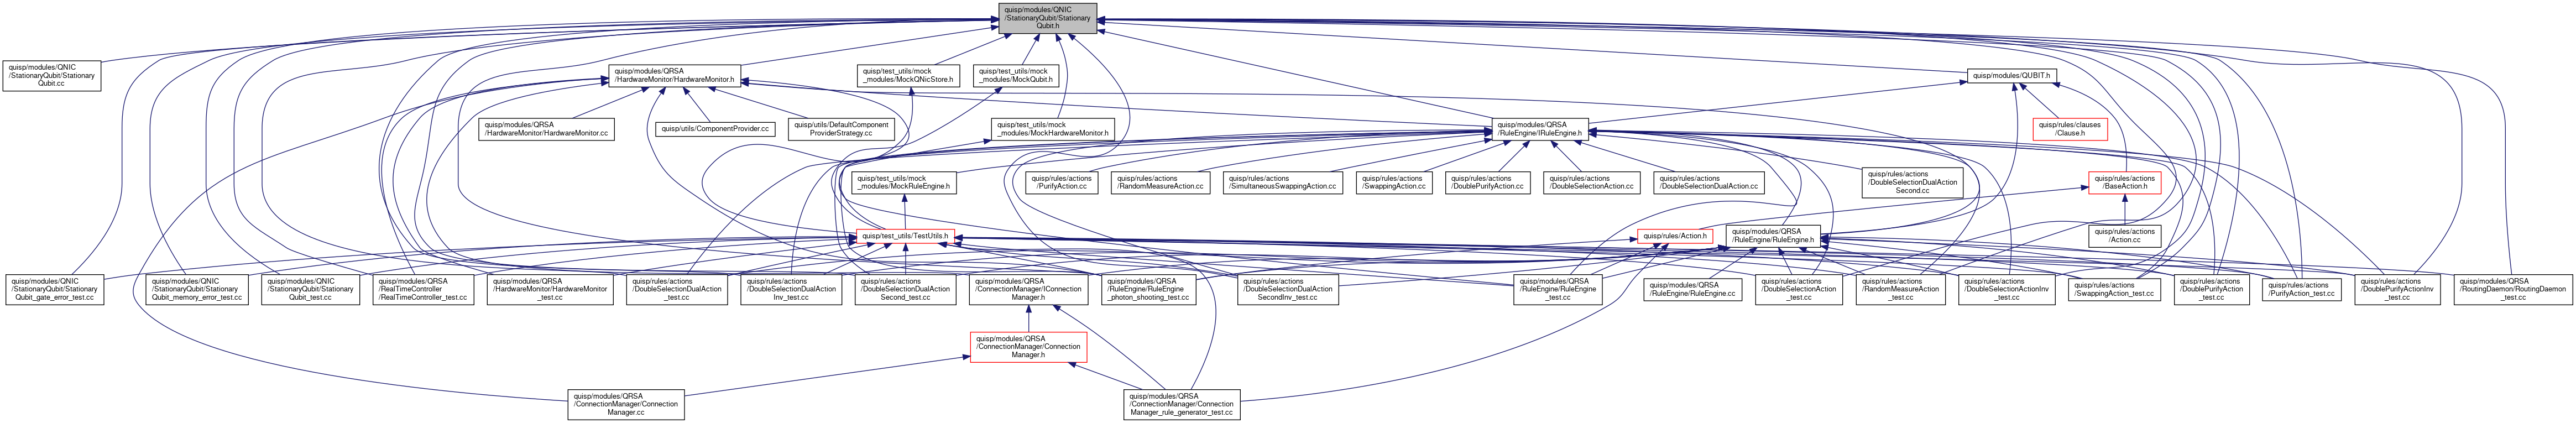 quisp/modules/QNIC
/StationaryQubit/Stationary
Qubit.h
quisp/modules/QNIC
/StationaryQubit/Stationary
Qubit.cc
quisp/modules/QRSA
/HardwareMonitor/HardwareMonitor.h
quisp/test_utils/mock
_modules/MockQNicStore.h
quisp/test_utils/mock
_modules/MockQubit.h
quisp/modules/QUBIT.h
quisp/modules/QRSA
/HardwareMonitor/HardwareMonitor.cc
quisp/utils/ComponentProvider.cc
quisp/utils/DefaultComponent
ProviderStrategy.cc
quisp/test_utils/mock
_modules/MockHardwareMonitor.h
quisp/modules/QRSA
/RuleEngine/IRuleEngine.h
quisp/rules/clauses
/Clause.h
quisp/test_utils/mock
_modules/MockRuleEngine.h
quisp/rules/actions
/PurifyAction.cc
quisp/rules/actions
/RandomMeasureAction.cc
quisp/rules/actions
/SimultaneousSwappingAction.cc
quisp/rules/actions
/SwappingAction.cc
quisp/rules/actions
/DoublePurifyAction.cc
quisp/rules/actions
/DoubleSelectionAction.cc
quisp/rules/actions
/DoubleSelectionDualAction.cc
quisp/rules/actions
/DoubleSelectionDualAction
Second.cc
quisp/rules/actions
/BaseAction.h
quisp/test_utils/TestUtils.h
quisp/rules/Action.h
quisp/modules/QRSA
/RuleEngine/RuleEngine.h
quisp/rules/actions
/Action.cc
quisp/modules/QNIC
/StationaryQubit/Stationary
Qubit_gate_error_test.cc
quisp/modules/QNIC
/StationaryQubit/Stationary
Qubit_memory_error_test.cc
quisp/modules/QNIC
/StationaryQubit/Stationary
Qubit_test.cc
quisp/modules/QRSA
/RealTimeController
/RealTimeController_test.cc
quisp/modules/QRSA
/HardwareMonitor/HardwareMonitor
_test.cc
quisp/rules/actions
/DoubleSelectionDualAction
_test.cc
quisp/rules/actions
/DoubleSelectionDualAction
Inv_test.cc
quisp/rules/actions
/DoubleSelectionDualAction
Second_test.cc
quisp/modules/QRSA
/ConnectionManager/IConnection
Manager.h
quisp/modules/QRSA
/RuleEngine/RuleEngine
_photon_shooting_test.cc
quisp/rules/actions
/DoubleSelectionDualAction
SecondInv_test.cc
quisp/modules/QRSA
/RuleEngine/RuleEngine
_test.cc
quisp/modules/QRSA
/RuleEngine/RuleEngine.cc
quisp/rules/actions
/DoubleSelectionAction
_test.cc
quisp/rules/actions
/RandomMeasureAction
_test.cc
quisp/rules/actions
/DoubleSelectionActionInv
_test.cc
quisp/rules/actions
/SwappingAction_test.cc
quisp/rules/actions
/DoublePurifyAction
_test.cc
quisp/rules/actions
/PurifyAction_test.cc
quisp/rules/actions
/DoublePurifyActionInv
_test.cc
quisp/modules/QRSA
/RoutingDaemon/RoutingDaemon
_test.cc
quisp/modules/QRSA
/ConnectionManager/Connection
Manager.h
quisp/modules/QRSA
/ConnectionManager/Connection
Manager.cc
quisp/modules/QRSA
/ConnectionManager/Connection
Manager_rule_generator_test.cc